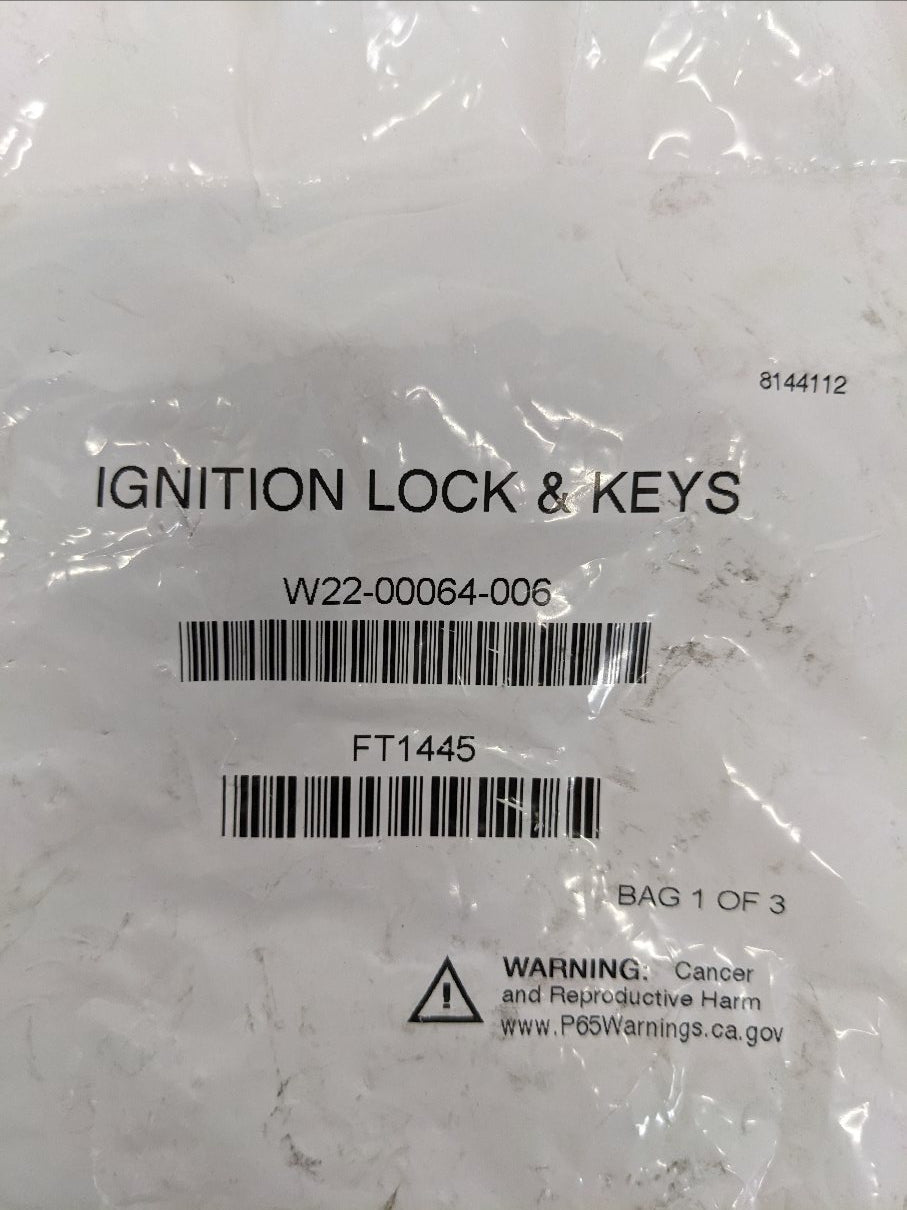 8144112
IGNITION LOCK & KEYS
W22-00064-006
FT1445
BAG 1 OF 3
WARNING: Cancer
and Reproductive Harm
www.P65Warnings.ca.gov